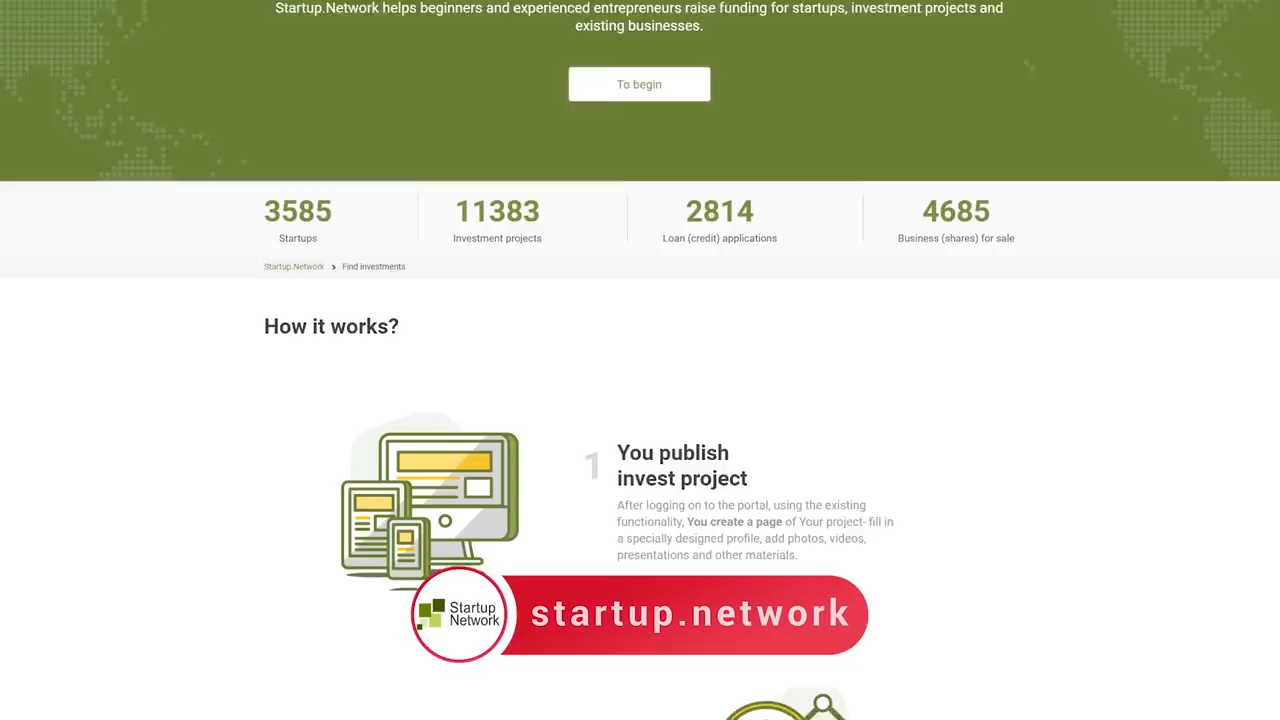 Startup.Network helps beginners and experienced entrepreneurs raise funding for startups, investment projects and
existing businesses.
To begin
3585
Startups
11383
Investment projects
2814
Loan (credit) applications
4685
Business (shares) for sale
Startup.Network > Find investments
How it works?
1
You publish
invest project
After logging on to the portal, using the existing
functionality, You create a page of Your project- fill in
a specially designed profile, add photos, videos,
presentations and other materials.
Startup
Network
startup.network